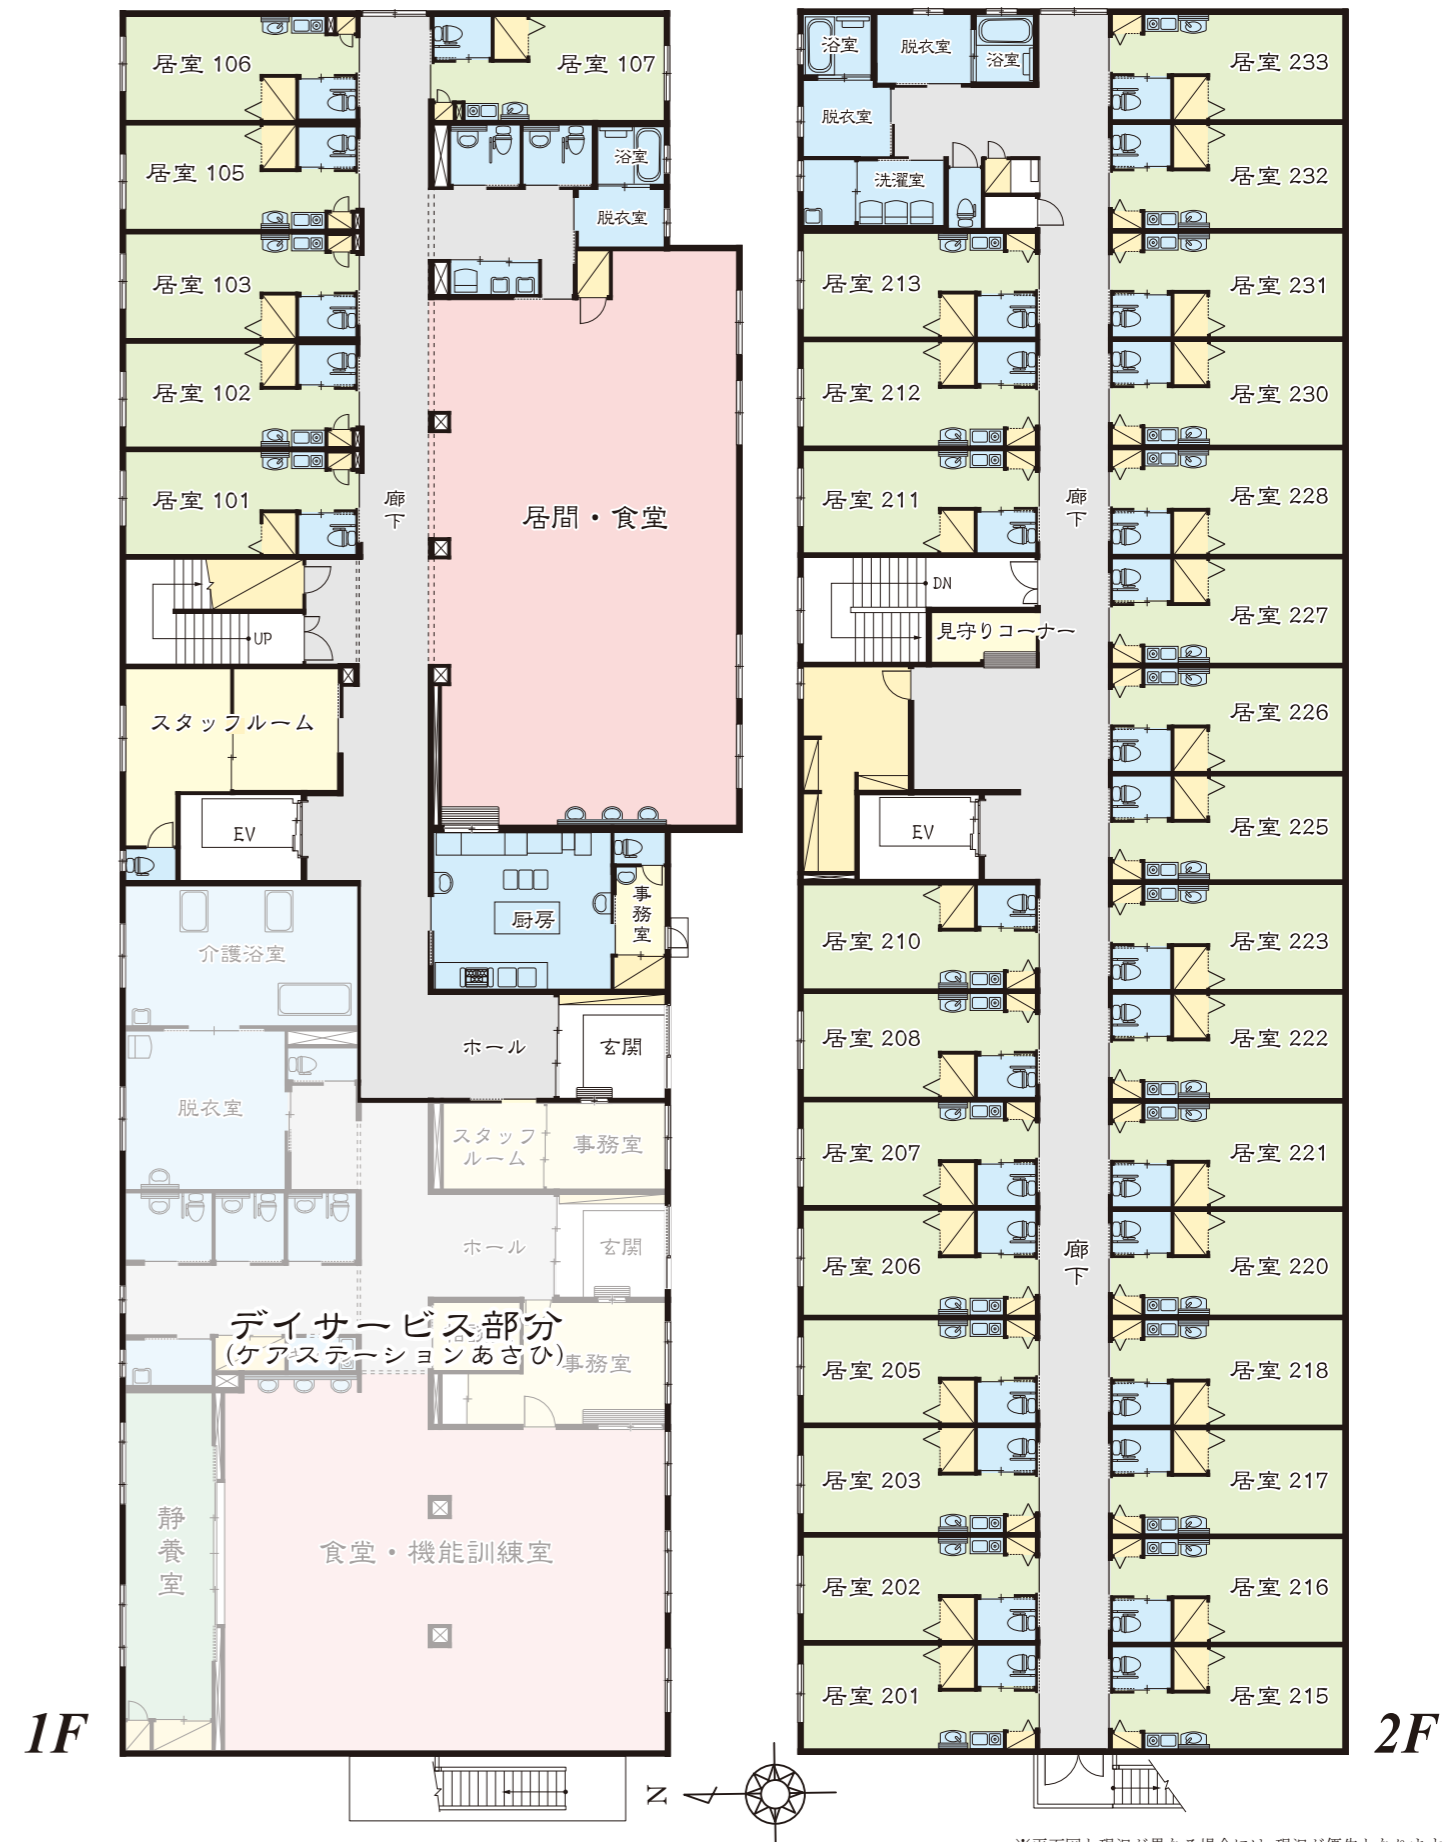 居室 106
居室 107
居室 105
浴室
脱衣室
居室 103
居室 102
居室 101
廊下
居間・食堂
UP
スタッフルーム
EV
厨房
事務室
介護浴室
ホール
玄関
脱衣室
スタッフ
ルーム
事務室
ホール
玄関
デイサービス部分
(ケアステーションあさひ)
事務室
静養室
食堂・機能訓練室
1F
N
浴室
脱衣室
浴室
居室 233
脱衣室
洗濯室
居室 232
居室 213
居室 231
居室 212
居室 230
居室 211
廊下
居室 228
DN
見守りコーナー
居室 227
居室 226
EV
居室 225
居室 210
居室 223
居室 208
居室 222
居室 207
居室 221
居室 206
廊下
居室 220
居室 205
居室 218
居室 203
居室 217
居室 202
居室 216
居室 201
居室 215
2F